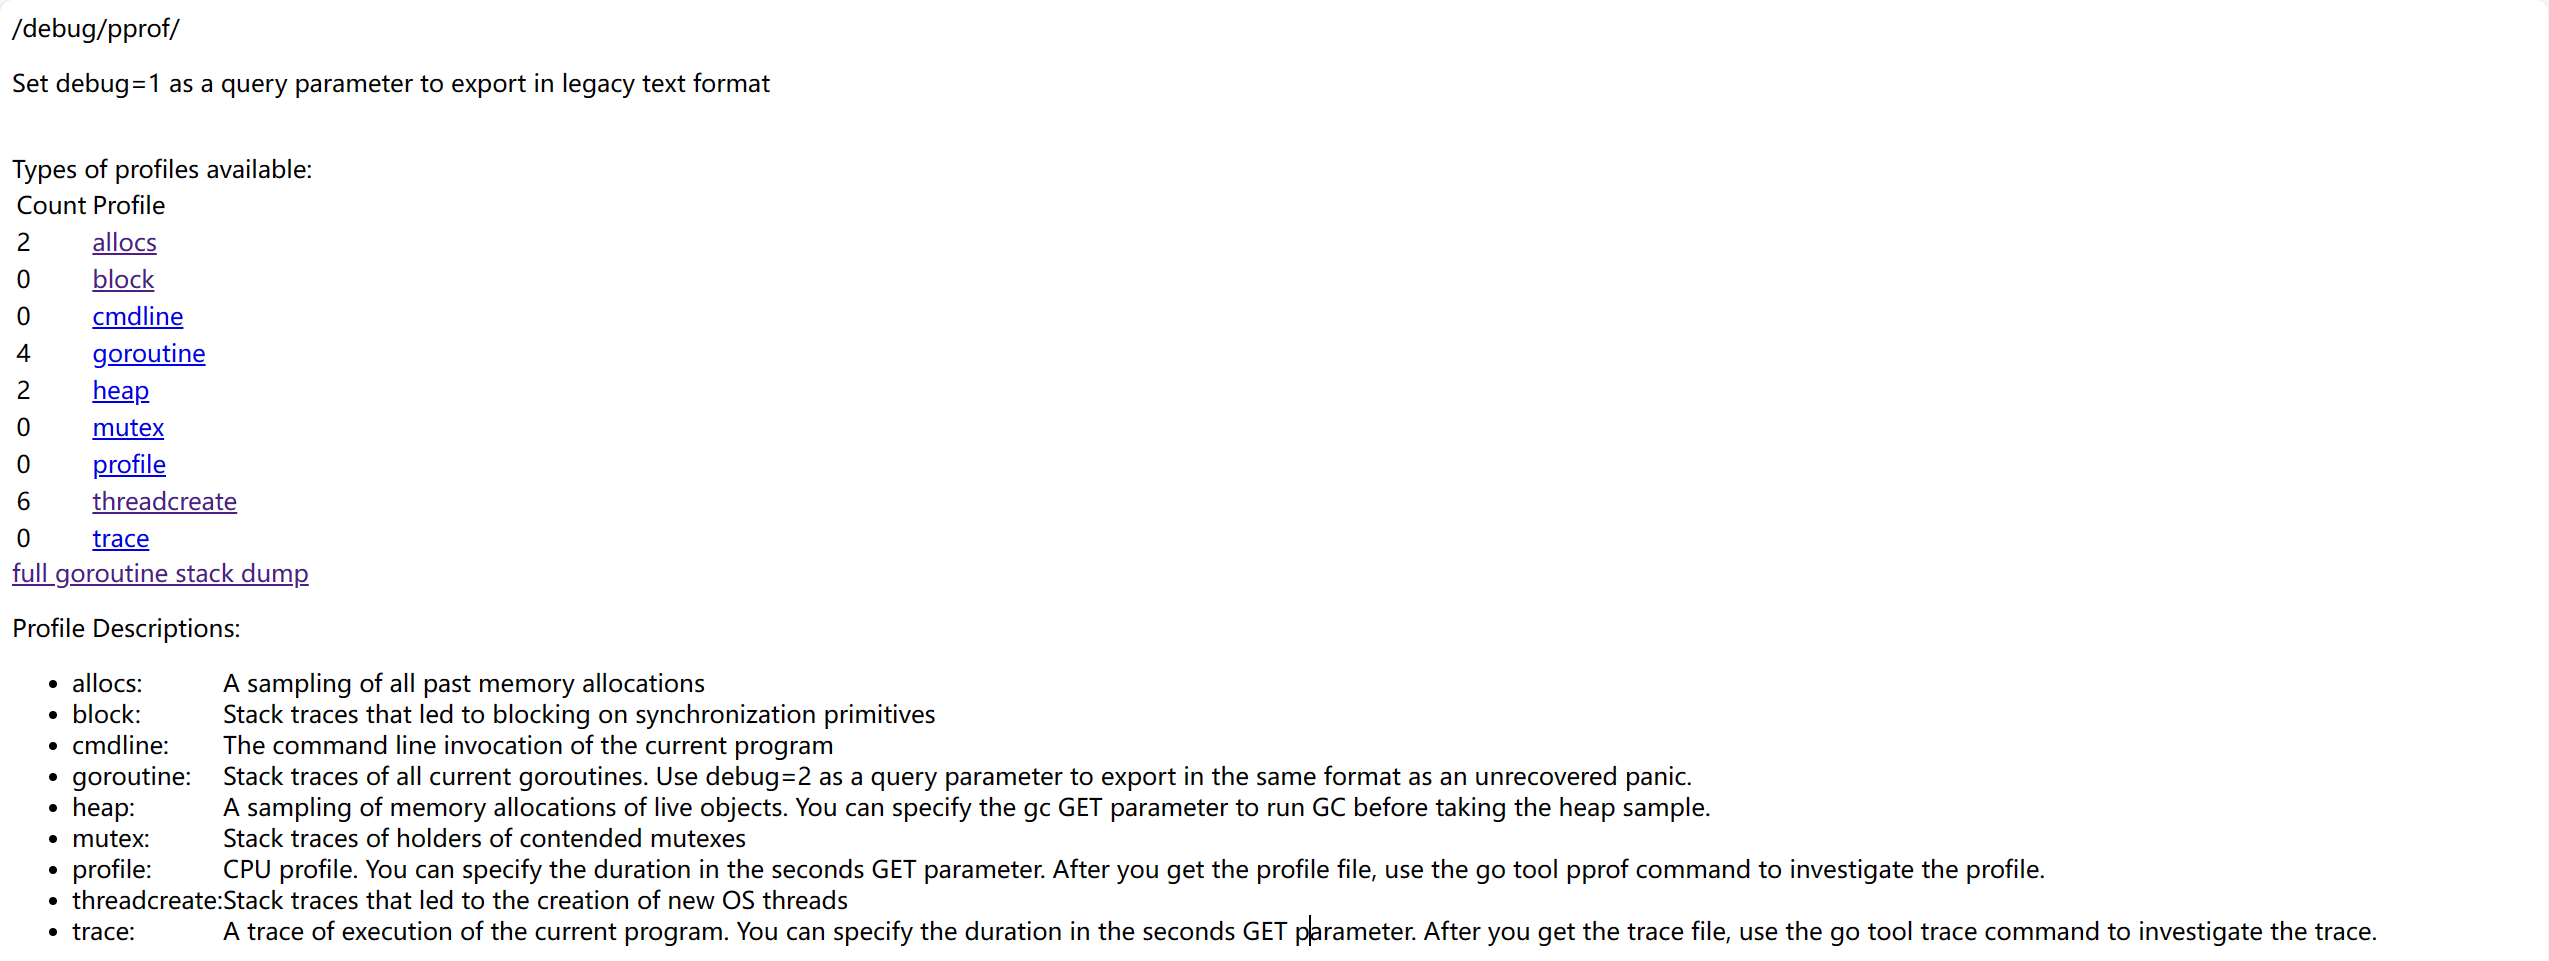 /debug/pprof/
Set debug=1 as a query parameter to export in legacy text format
Types of profiles available:
Count Profile
2 allocs
0 block
0 cmdline
4 goroutine
2 heap
0 mutex
0 profile
6 threadcreate
0 trace
full goroutine stack dump
Profile Descriptions:
• allocs: A sampling of all past memory allocations
• block: Stack traces that led to blocking on synchronization primitives
• cmdline: The command line invocation of the current program
• goroutine: Stack traces of all current goroutines. Use debug=2 as a query parameter to export in the same format as an unrecovered panic.
• heap: A sampling of memory allocations of live objects. You can specify the gc GET parameter to run GC before taking the heap sample.
• mutex: Stack traces of holders of contended mutexes
• profile: CPU profile. You can specify the duration in the seconds GET parameter. After you get the profile file, use the go tool pprof command to investigate the profile.
• threadcreate:Stack traces that led to the creation of new OS threads
• trace: A trace of execution of the current program. You can specify the duration in the seconds GET parameter. After you get the trace file, use the go tool trace command to investigate the trace.